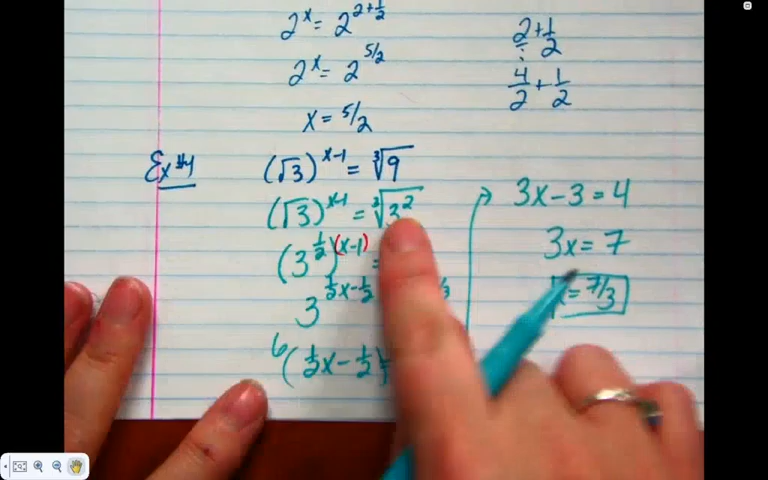 2^x = 2^{2+1/2}
2^x = 2^{5/2}
x = 5/2
2/1 + 1/2
4/2 + 1/2
Ex #4
(√3)^{x-1} = ∛9
(√3)^{x-1} = ∛3²
(3^{1/2})^{(x-1)} =
3^{1/2x-1/2}
6(1/2x - 1/2)
3x-3 = 4
3x = 7
x = 7/3